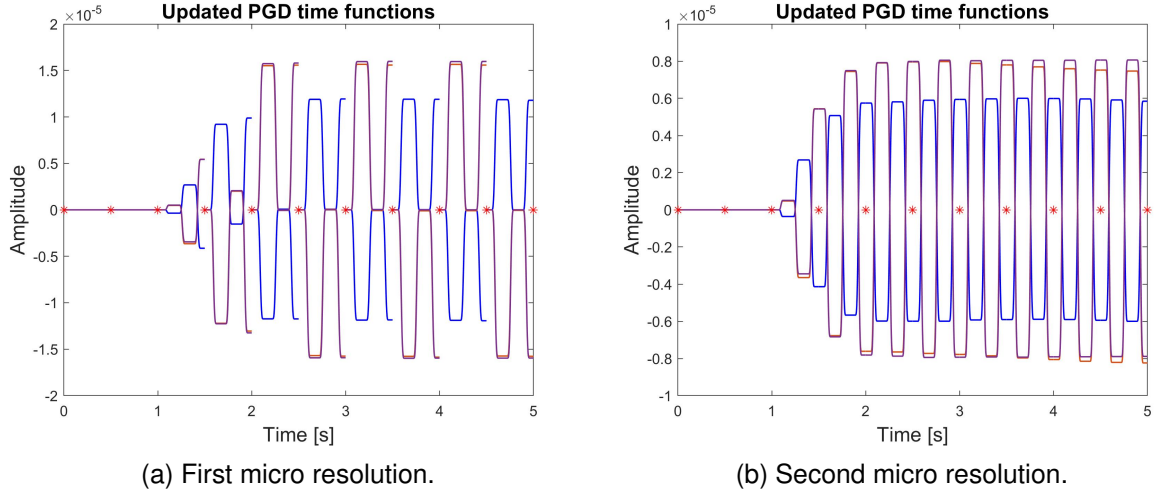 Updated PGD time functions
×10⁻⁵
2
1.5
1
0.5
0
-0.5
-1
-1.5
-2
Amplitude
0 1 2 3 4 5
Time [s]
(a) First micro resolution.
Updated PGD time functions
×10⁻⁵
1
0.8
0.6
0.4
0.2
0
-0.2
-0.4
-0.6
-0.8
-1
Amplitude
0 1 2 3 4 5
Time [s]
(b) Second micro resolution.